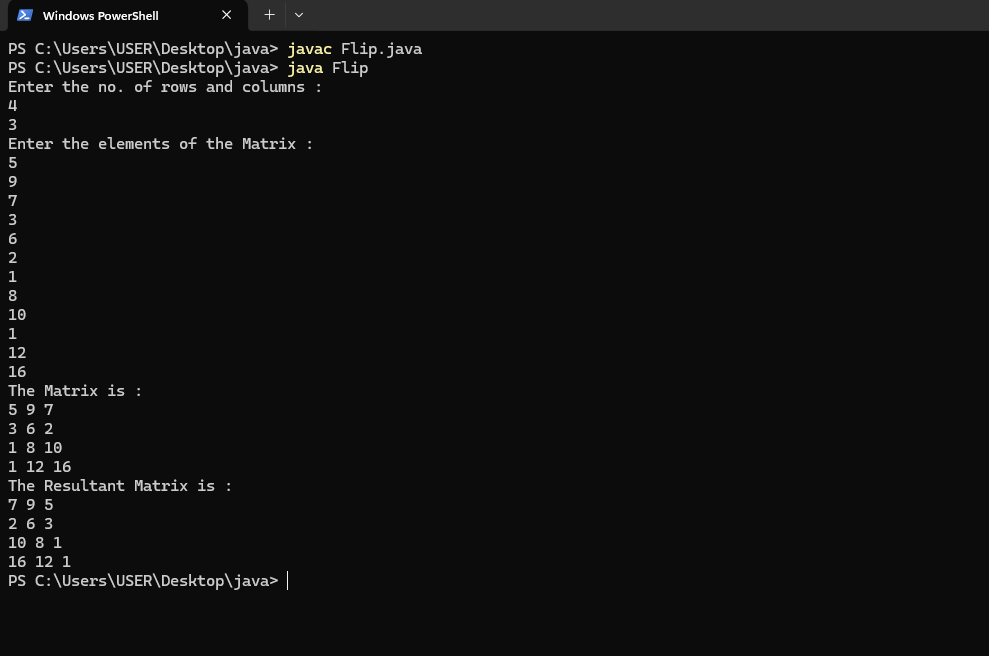 Windows PowerShell
PS C:\Users\USER\Desktop\java> javac Flip.java
PS C:\Users\USER\Desktop\java> java Flip
Enter the no. of rows and columns :
4
3
Enter the elements of the Matrix :
5
9
7
3
6
2
1
8
10
1
12
16
The Matrix is :
5 9 7
3 6 2
1 8 10
1 12 16
The Resultant Matrix is :
7 9 5
2 6 3
10 8 1
16 12 1
PS C:\Users\USER\Desktop\java>